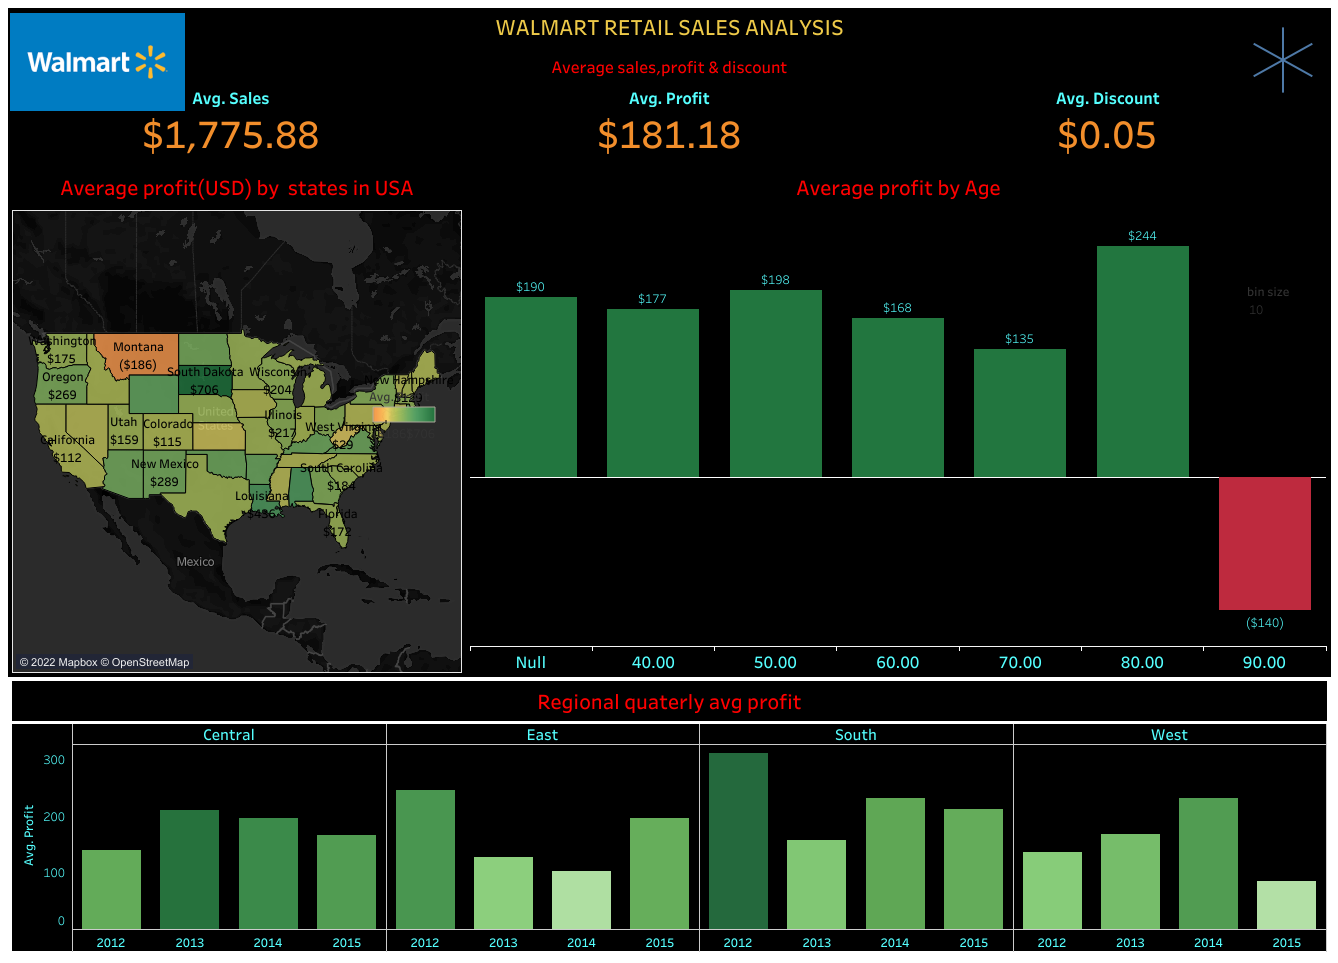 Walmart
WALMART RETAIL SALES ANALYSIS
Average sales,profit & discount
Avg. Sales
$1,775.88
Avg. Profit
$181.18
Avg. Discount
$0.05
Average profit(USD) by states in USA
Washington
$175
Montana
($186)
Oregon
$269
South Dakota
$706
Wisconsin
$204
New Hampshire
Avg.
United
States
Utah
$159
Colorado
$115
Illinois
$217
West Virginia
$29
California
$112
New Mexico
$289
South Carolina
$184
Louisiana
$436
Florida
$172
Mexico
© 2022 Mapbox © OpenStreetMap
Average profit by Age
$190
$177
$198
$168
$135
$244
($140)
bin size
10
Null
40.00
50.00
60.00
70.00
80.00
90.00
Regional quaterly avg profit
Central
East
South
West
Avg. Profit
300
200
100
0
2012
2013
2014
2015
2012
2013
2014
2015
2012
2013
2014
2015
2012
2013
2014
2015